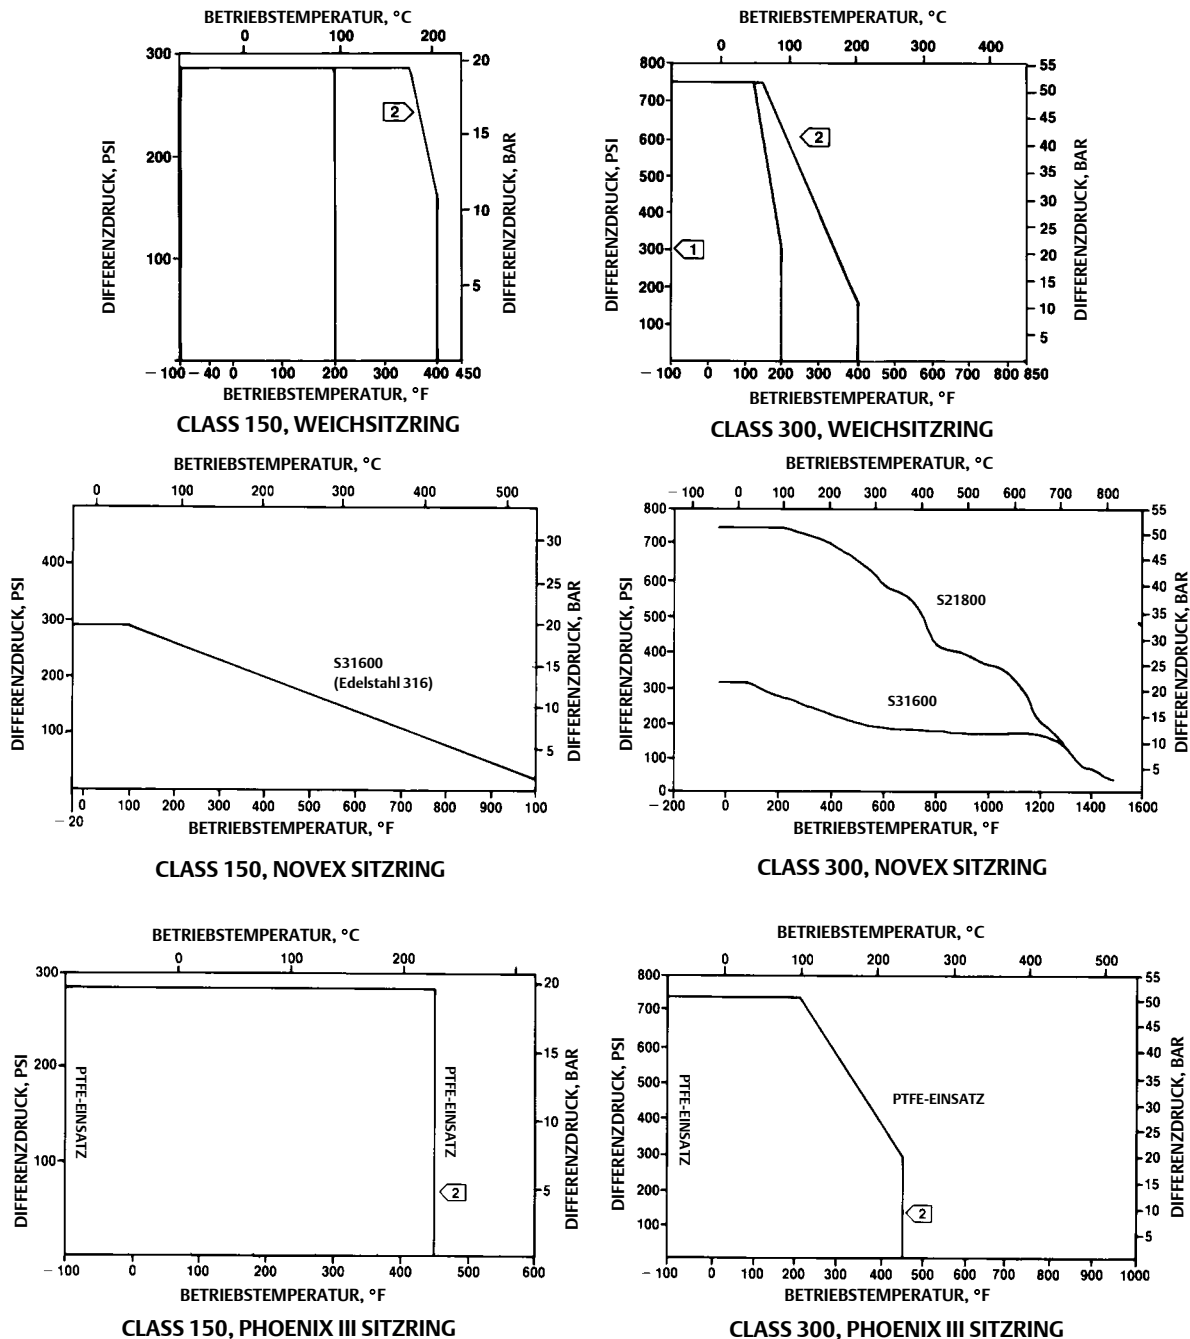 BETRIEBSTEMPERATUR, °C
0 100 200
300
200
100
DIFFERENZDRUCK, PSI
20
15
10
5
DIFFERENZDRUCK, BAR
2
– 100 – 40 0 100 200 300 400 450
BETRIEBSTEMPERATUR, °F
CLASS 150, WEICHSITZRING
BETRIEBSTEMPERATUR, °C
0 100 200 300 400
800
700
600
500
400
300
200
100
DIFFERENZDRUCK, PSI
55
50
45
40
35
30
25
20
15
10
5
DIFFERENZDRUCK, BAR
2
1
– 100 0 100 200 300 400 500 600 700 800 850
BETRIEBSTEMPERATUR, °F
CLASS 300, WEICHSITZRING
BETRIEBSTEMPERATUR, °C
0 100 200 300 400 500
400
300
200
100
DIFFERENZDRUCK, PSI
30
25
20
15
10
5
DIFFERENZDRUCK, BAR
S31600
(Edelstahl 316)
– 20 0 100 200 300 400 500 600 700 800 900 100
BETRIEBSTEMPERATUR, °F
CLASS 150, NOVEX SITZRING
BETRIEBSTEMPERATUR, °C
– 100 0 100 200 300 400 500 600 700 800
800
700
600
500
400
300
200
100
0
DIFFERENZDRUCK, PSI
55
50
45
40
35
30
25
20
15
10
5
DIFFERENZDRUCK, BAR
S21800
S31600
– 200 0 200 400 600 800 1000 1200 1400 1600
BETRIEBSTEMPERATUR, °F
CLASS 300, NOVEX SITZRING
BETRIEBSTEMPERATUR, °C
0 100 200
300
200
100
DIFFERENZDRUCK, PSI
20
15
10
5
DIFFERENZDRUCK, BAR
PTFE-EINSATZ
PTFE-EINSATZ
2
– 100 0 100 200 300 400 500 600
BETRIEBSTEMPERATUR, °F
CLASS 150, PHOENIX III SITZRING
BETRIEBSTEMPERATUR, °C
0 100 200 300 400 500
800
700
600
500
400
300
200
100
DIFFERENZDRUCK, PSI
55
50
45
40
35
30
25
20
15
10
5
DIFFERENZDRUCK, BAR
PTFE-EINSATZ
PTFE-EINSATZ
2
– 100 0 100 200 300 400 500 600 700 800 900 1000
BETRIEBSTEMPERATUR, °F
CLASS 300, PHOENIX III SITZRING